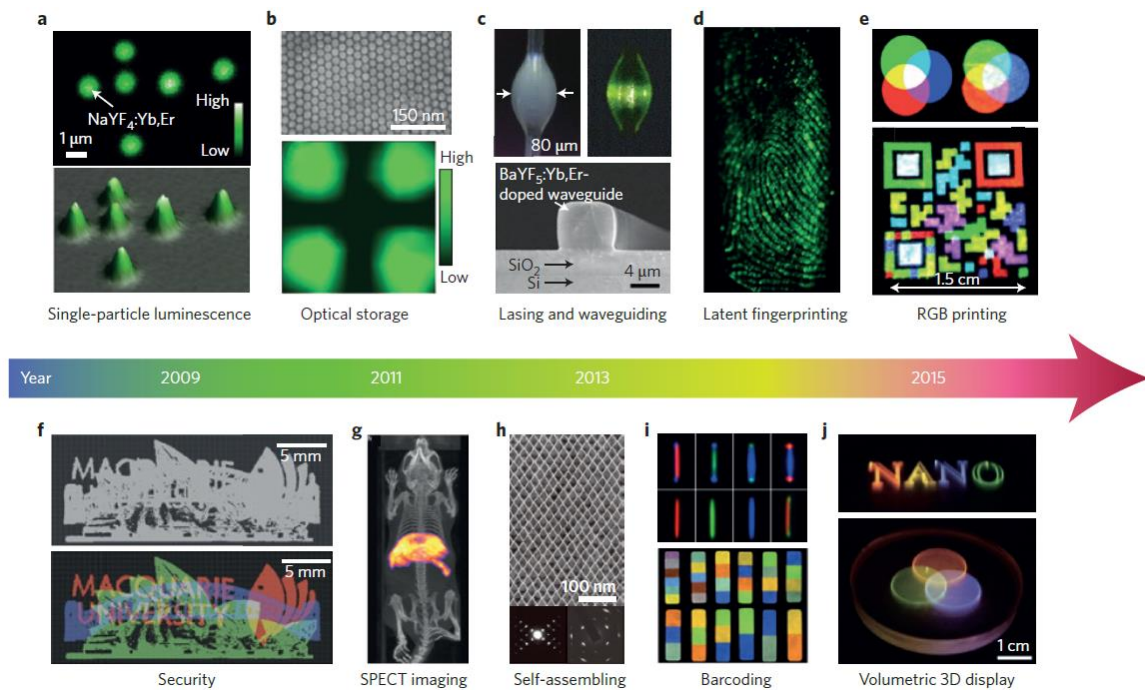 a
b
c
d
e
NaYF₄:Yb,Er
1 μm
High
Low
150 nm
High
Low
80 μm
BaYF₅:Yb,Er-
doped waveguide
SiO₂
Si
4 μm
1.5 cm
Single-particle luminescence
Optical storage
Lasing and waveguiding
Latent fingerprinting
RGB printing
Year
2009
2011
2013
2015
f
g
h
i
j
MACQUARIE
5 mm
MACQUARIE
UNIVERSITY
5 mm
100 nm
NANO
1 cm
Security
SPECT imaging
Self-assembling
Barcoding
Volumetric 3D display